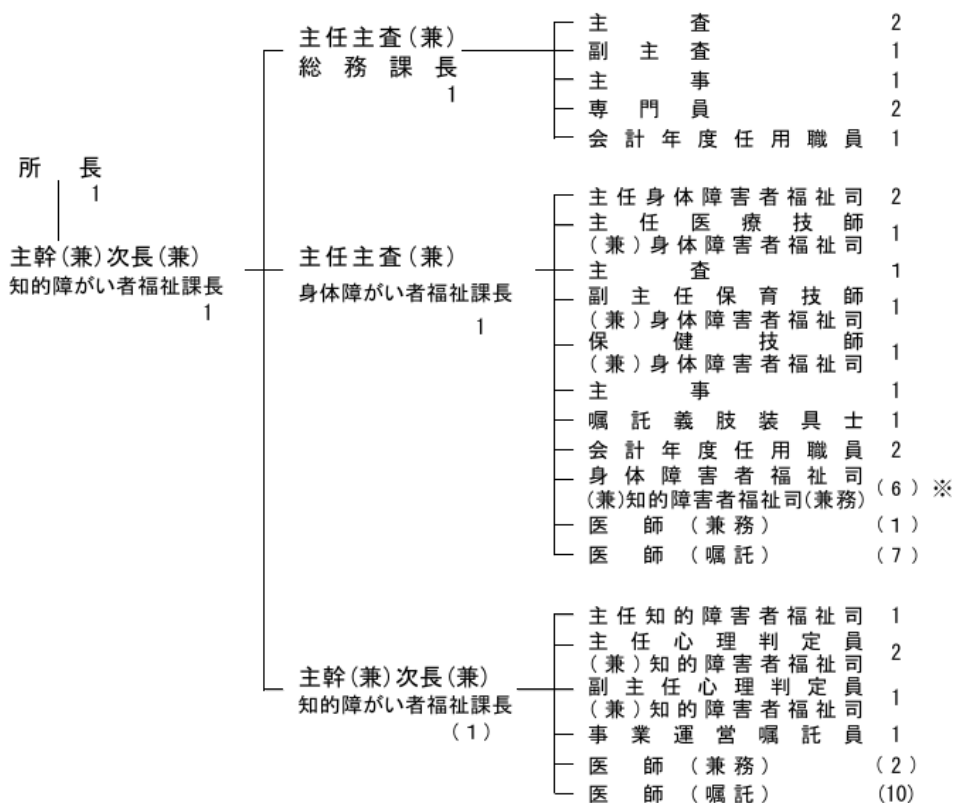 所長
1
主幹(兼)次長(兼)
知的障がい者福祉課長
1
主任主査(兼)
総務課長
1
主査 2
副主査 1
主事 1
専門員 2
会計年度任用職員 1
主任主査(兼)
身体障がい者福祉課長
1
主任身体障害者福祉司 2
主任医療技師
(兼)身体障害者福祉司 1
主査 1
副主任保育技師
(兼)身体障害者福祉司 1
保健技師
(兼)身体障害者福祉司 1
主事 1
嘱託義肢装具士 1
会計年度任用職員 2
身体障害者福祉司
(兼)知的障害者福祉司(兼務) (6)※
医師(兼務) (1)
医師(嘱託) (7)
主幹(兼)次長(兼)
知的障がい者福祉課長
(1)
主任知的障害者福祉司 1
主任心理判定員
(兼)知的障害者福祉司 2
副主任心理判定員
(兼)知的障害者福祉司 1
事業運営嘱託員 1
医師(兼務) (2)
医師(嘱託) (10)